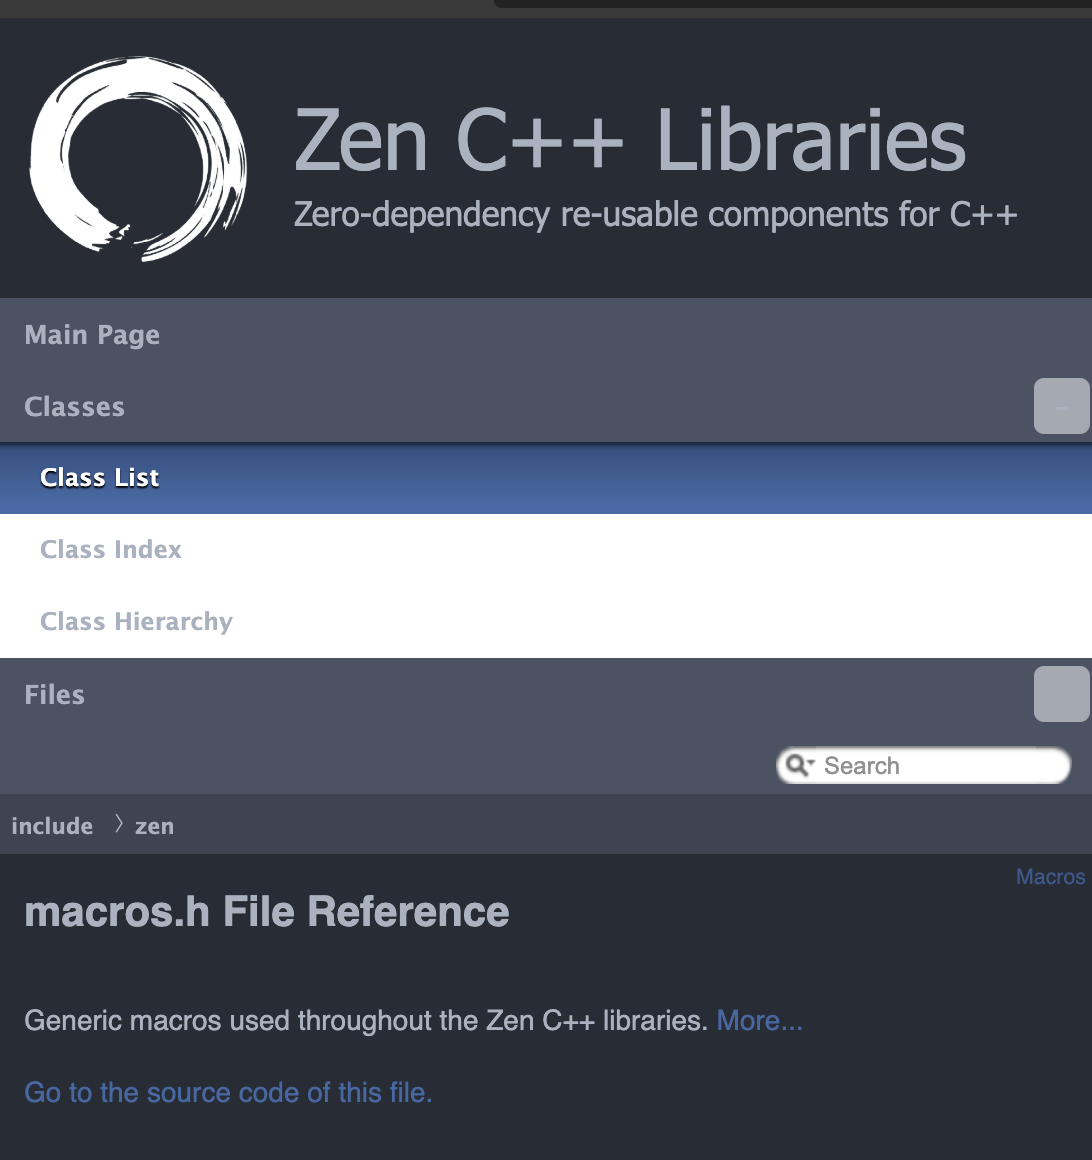 Zen C++ Libraries
Zero-dependency re-usable components for C++
Main Page
Classes
-
Class List
Class Index
Class Hierarchy
Files
Search
include
zen
Macros
macros.h File Reference
Generic macros used throughout the Zen C++ libraries. More...
Go to the source code of this file.